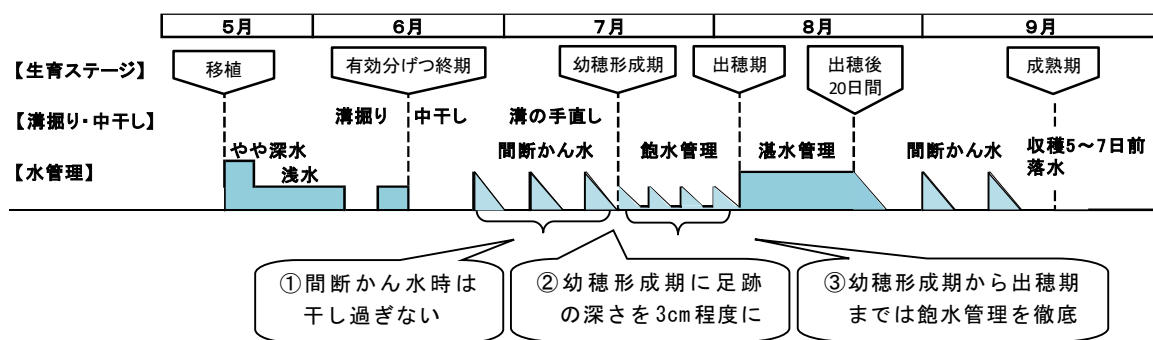 ５月 ６月 ７月 ８月 ９月
【生育ステージ】 移植 有効分げつ終期 幼穂形成期 出穂期 出穂後 成熟期
20日間
【溝掘り・中干し】 溝掘り 中干し 溝の手直し
やや深水 間断かん水 飽水管理 湛水管理 間断かん水 収穫5～7日前
【水管理】 浅水 落水
①間断かん水時は
干し過ぎない
②幼穂形成期に足跡
の深さを3cm程度に
③幼穂形成期から出穂期
までは飽水管理を徹底